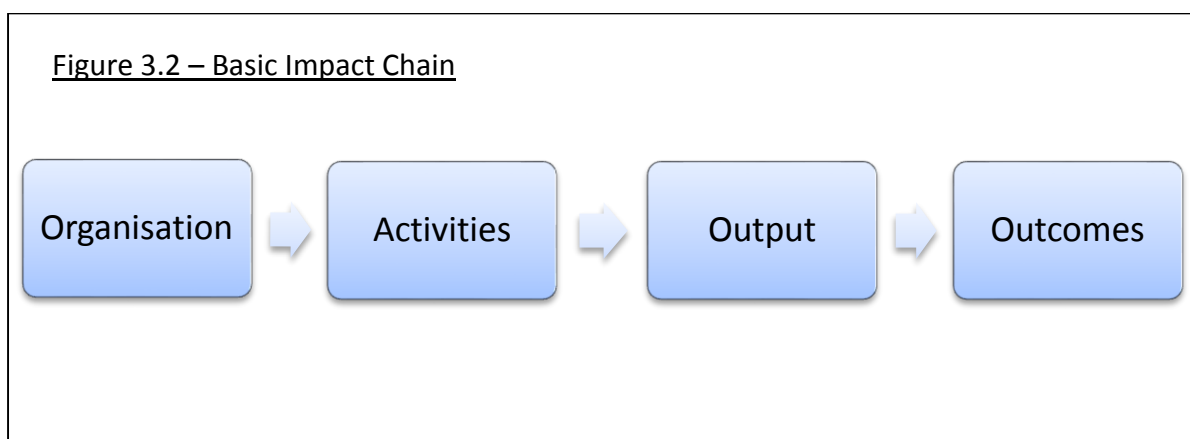 Figure 3.2 – Basic Impact Chain
Organisation
Activities
Output
Outcomes